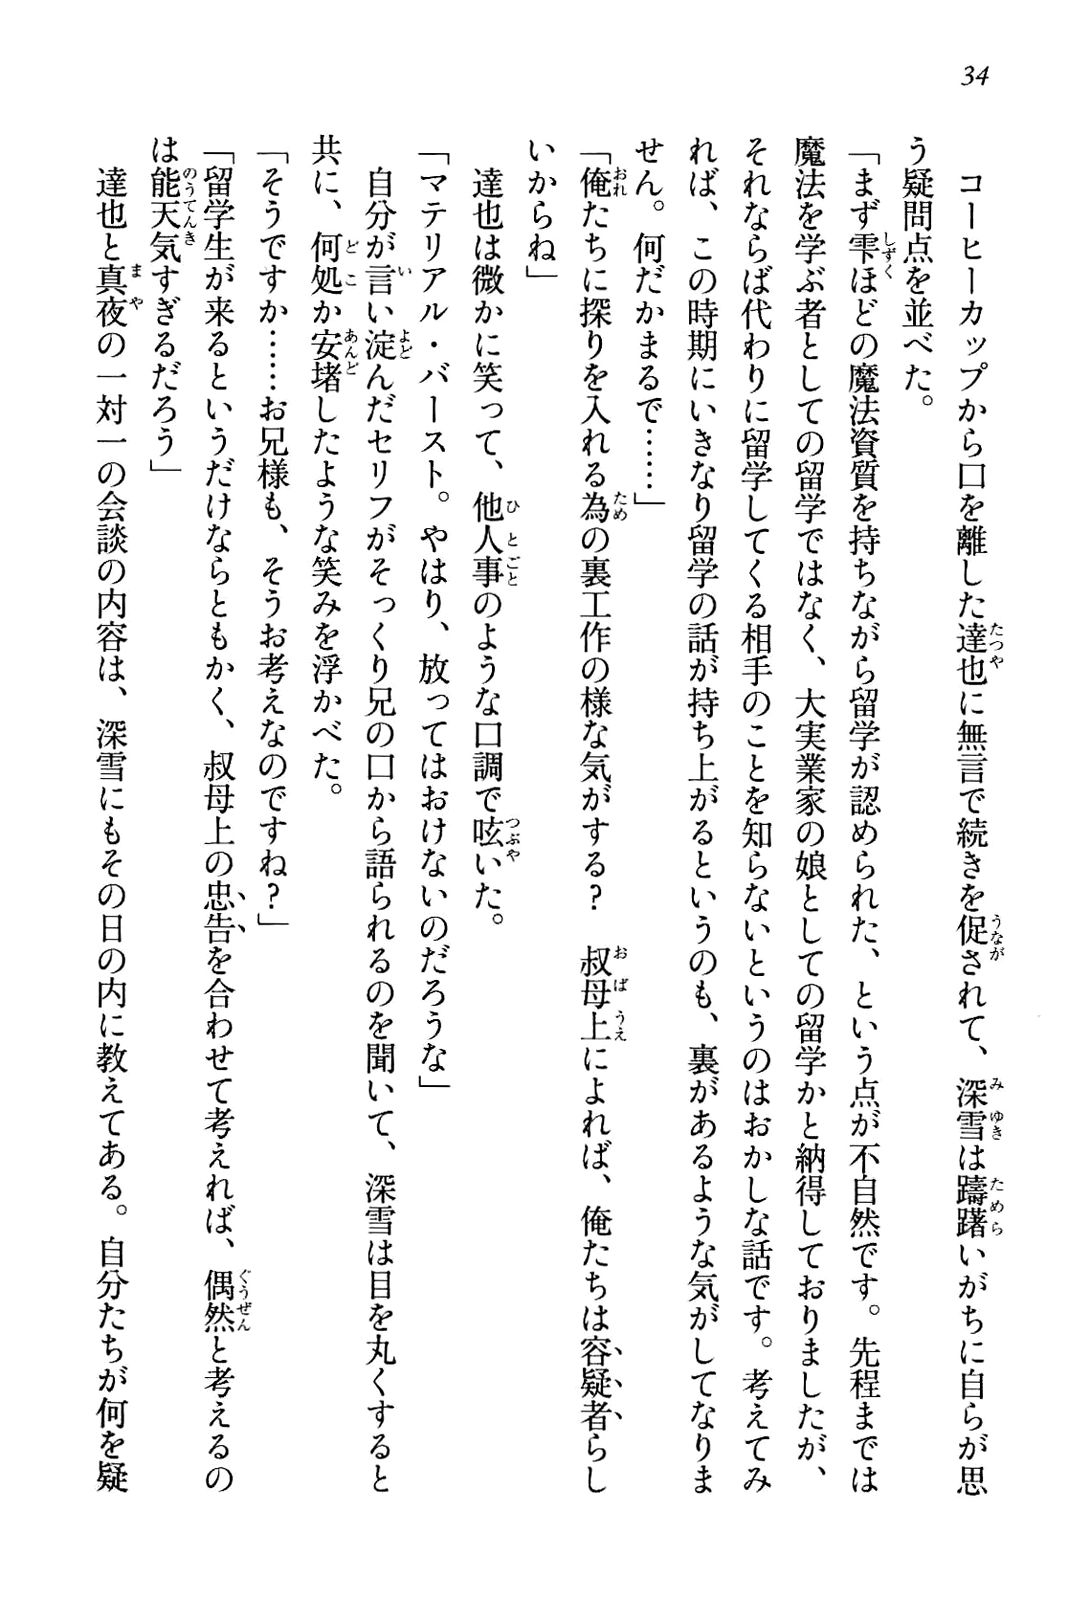 34
コーヒーカップから口を離した達也に無言で続きを促されて、深雪は躊躇いがちに自らが思
う疑問点を並べた。
「まず雫ほどの魔法資質を持ちながら留学が認められた、という点が不自然です。先程までは
魔法を学ぶ者としての留学ではなく、大実業家の娘としての留学かと納得しておりましたが、
それならば代わりに留学してくる相手のことを知らないというのはおかしな話です。考えてみ
れば、この時期にいきなり留学の話が持ち上がるというのも、裏があるような気がしてなりま
せん。何だかまるで……」
「俺たちに探りを入れる為の裏工作の様な気がする？　叔母上によれば、俺たちは容疑者らし
いからね」
達也は微かに笑って、他人事のような口調で呟いた。
「マテリアル・バースト。やはり、放ってはおけないのだろうな」
自分が言い淀んだセリフがそっくり兄の口から語られるのを聞いて、深雪は目を丸くすると
共に、何処か安堵したような笑みを浮かべた。
「そうですか……お兄様も、そうお考えなのですね？」
「留学生が来るというだけならともかく、叔母上の忠告を合わせて考えれば、偶然と考えるの
は能天気すぎるだろう」
達也と真夜の一対一の会談の内容は、深雪にもその日の内に教えてある。自分たちが何を疑